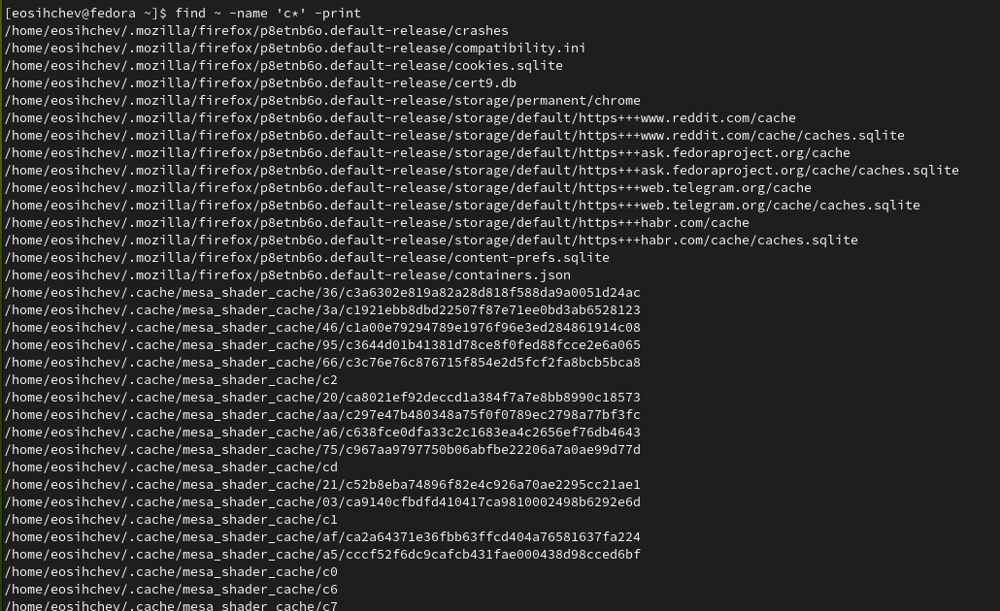 [eosihchev@fedora ~]$ find ~ -name 'c*' -print
/home/eosihchev/.mozilla/firefox/p8etnb6o.default-release/crashes
/home/eosihchev/.mozilla/firefox/p8etnb6o.default-release/compatibility.ini
/home/eosihchev/.mozilla/firefox/p8etnb6o.default-release/cookies.sqlite
/home/eosihchev/.mozilla/firefox/p8etnb6o.default-release/cert9.db
/home/eosihchev/.mozilla/firefox/p8etnb6o.default-release/storage/permanent/chrome
/home/eosihchev/.mozilla/firefox/p8etnb6o.default-release/storage/default/https+++www.reddit.com/cache
/home/eosihchev/.mozilla/firefox/p8etnb6o.default-release/storage/default/https+++www.reddit.com/cache/caches.sqlite
/home/eosihchev/.mozilla/firefox/p8etnb6o.default-release/storage/default/https+++ask.fedoraproject.org/cache
/home/eosihchev/.mozilla/firefox/p8etnb6o.default-release/storage/default/https+++ask.fedoraproject.org/cache/caches.sqlite
/home/eosihchev/.mozilla/firefox/p8etnb6o.default-release/storage/default/https+++web.telegram.org/cache
/home/eosihchev/.mozilla/firefox/p8etnb6o.default-release/storage/default/https+++web.telegram.org/cache/caches.sqlite
/home/eosihchev/.mozilla/firefox/p8etnb6o.default-release/storage/default/https+++habr.com/cache
/home/eosihchev/.mozilla/firefox/p8etnb6o.default-release/storage/default/https+++habr.com/cache/caches.sqlite
/home/eosihchev/.mozilla/firefox/p8etnb6o.default-release/content-prefs.sqlite
/home/eosihchev/.mozilla/firefox/p8etnb6o.default-release/containers.json
/home/eosihchev/.cache/mesa_shader_cache/36/c3a6302e819a82a28d818f588da9a0051d24ac
/home/eosihchev/.cache/mesa_shader_cache/3a/c1921ebb8dbd22507f87e71ee0bd3ab6528123
/home/eosihchev/.cache/mesa_shader_cache/46/c1a00e79294789e1976f96e3ed284861914c08
/home/eosihchev/.cache/mesa_shader_cache/95/c3644d01b41381d78ce8f0fed88fcce2e6a065
/home/eosihchev/.cache/mesa_shader_cache/66/c3c76e76c876715f854e2d5fcf2fa8bcb5bca8
/home/eosihchev/.cache/mesa_shader_cache/c2
/home/eosihchev/.cache/mesa_shader_cache/20/ca8021ef92deccd1a384f7a7e8bb8990c18573
/home/eosihchev/.cache/mesa_shader_cache/aa/c297e47b480348a75f0f0789ec2798a77bf3fc
/home/eosihchev/.cache/mesa_shader_cache/a6/c638fce0dfa33c2c1683ea4c2656ef76db4643
/home/eosihchev/.cache/mesa_shader_cache/75/c967aa9797750b06abfbe22206a7a0ae99d77d
/home/eosihchev/.cache/mesa_shader_cache/cd
/home/eosihchev/.cache/mesa_shader_cache/21/c52b8eba74896f82e4c926a70ae2295cc21ae1
/home/eosihchev/.cache/mesa_shader_cache/03/ca9140cfbdfd410417ca9810002498b6292e6d
/home/eosihchev/.cache/mesa_shader_cache/c1
/home/eosihchev/.cache/mesa_shader_cache/af/ca2a64371e36fbb63ffcd404a76581637fa224
/home/eosihchev/.cache/mesa_shader_cache/a5/cccf52f6dc9cafcb431fae000438d98cced6bf
/home/eosihchev/.cache/mesa_shader_cache/c0
/home/eosihchev/.cache/mesa_shader_cache/c6
/home/eosihchev/.cache/mesa_shader_cache/c7